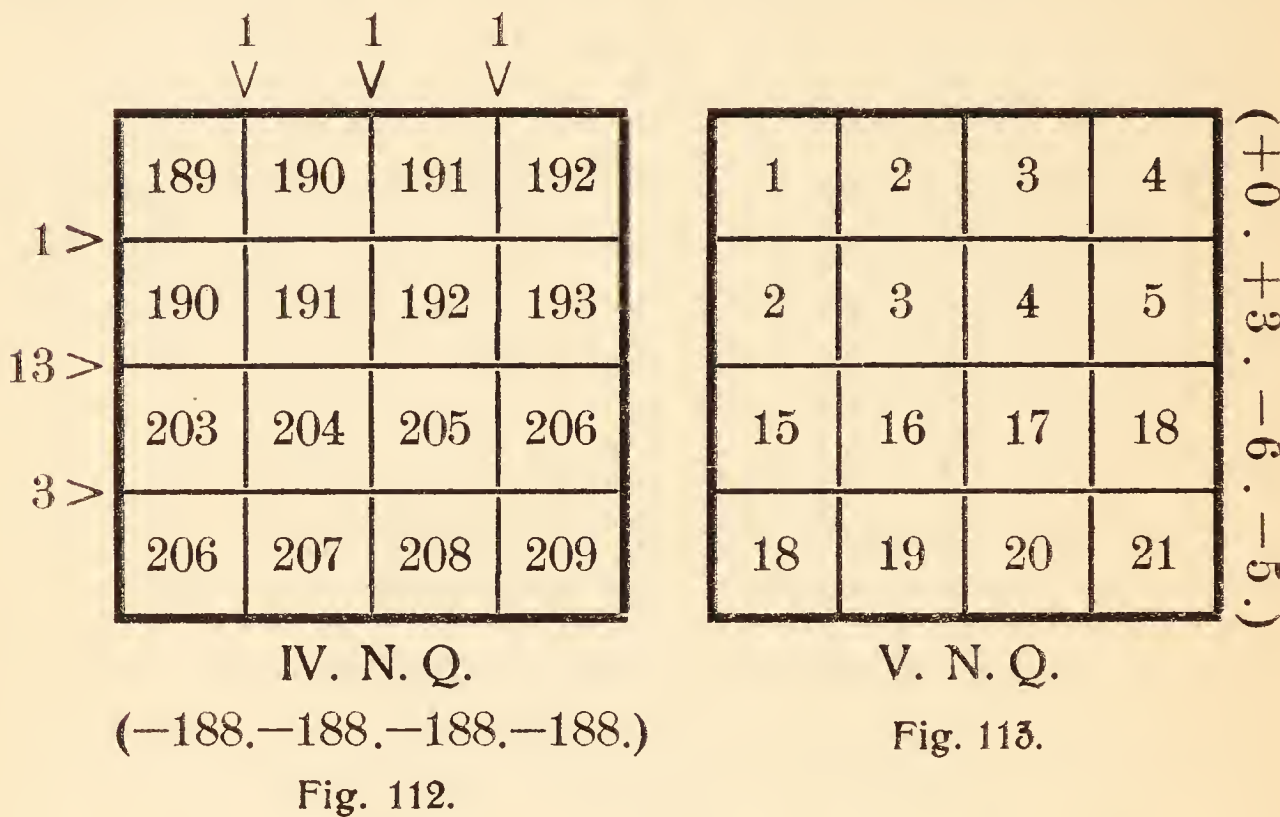 1 1 1
V V V
189 190 191 192
1 >
190 191 192 193
13 >
203 204 205 206
3 >
206 207 208 209
IV. N. Q.
(—188.—188.—188.—188.)
Fig. 112.
1 2 3 4
2 3 4 5
15 16 17 18
18 19 20 21
(+0. +3. —6. —5.)
V. N. Q.
Fig. 113.